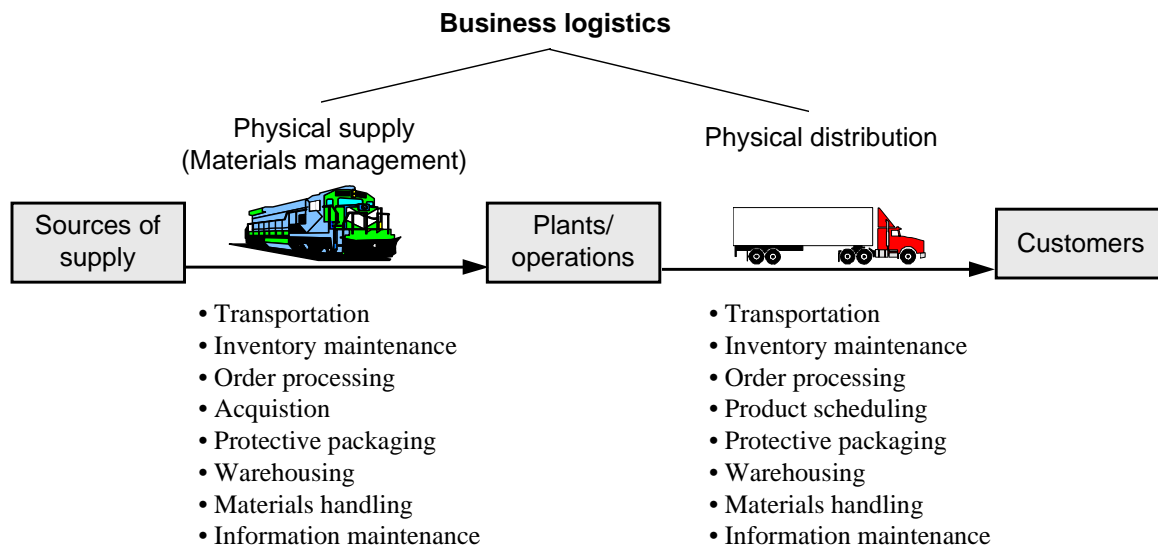 Business logistics
Physical supply
(Materials management)
Physical distribution
Sources of
supply
Plants/
operations
Customers
• Transportation
• Inventory maintenance
• Order processing
• Acquistion
• Protective packaging
• Warehousing
• Materials handling
• Information maintenance
• Transportation
• Inventory maintenance
• Order processing
• Product scheduling
• Protective packaging
• Warehousing
• Materials handling
• Information maintenance